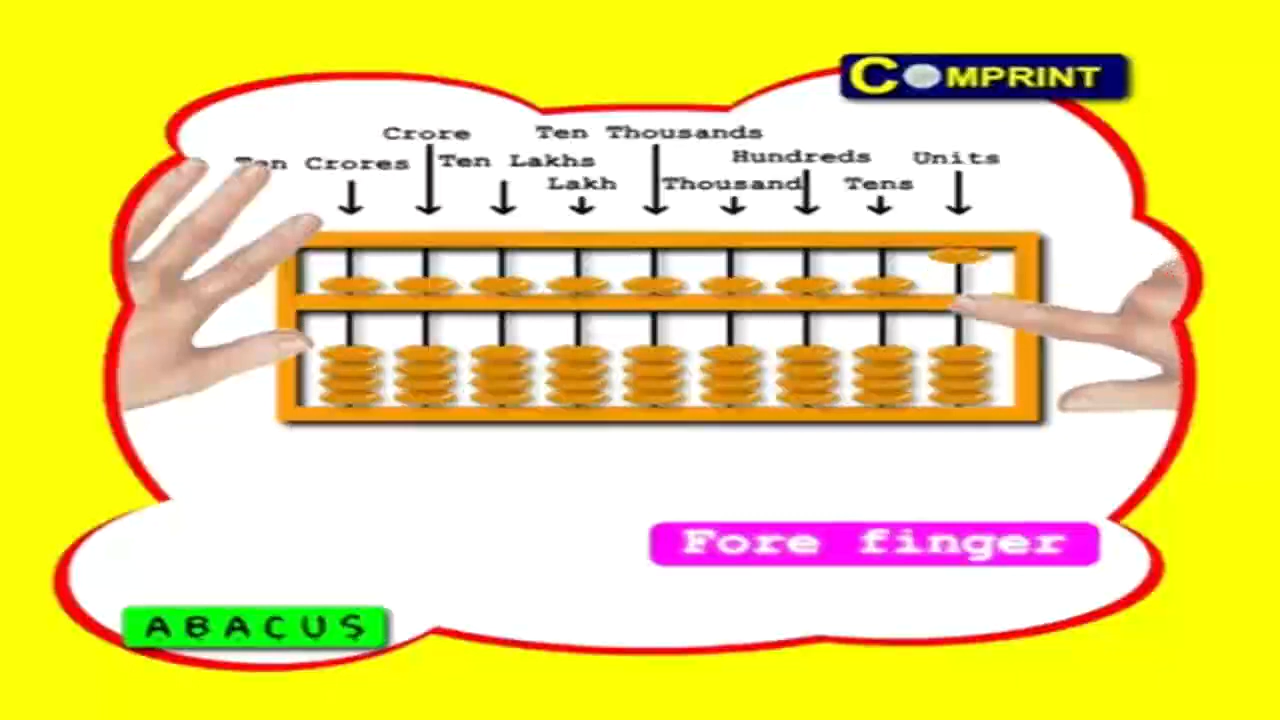 COMPRINT
Crore Ten Thousands
Ten Crores Ten Lakhs Hundreds Units
Lakh Thousand Tens
Fore finger
ABACUS